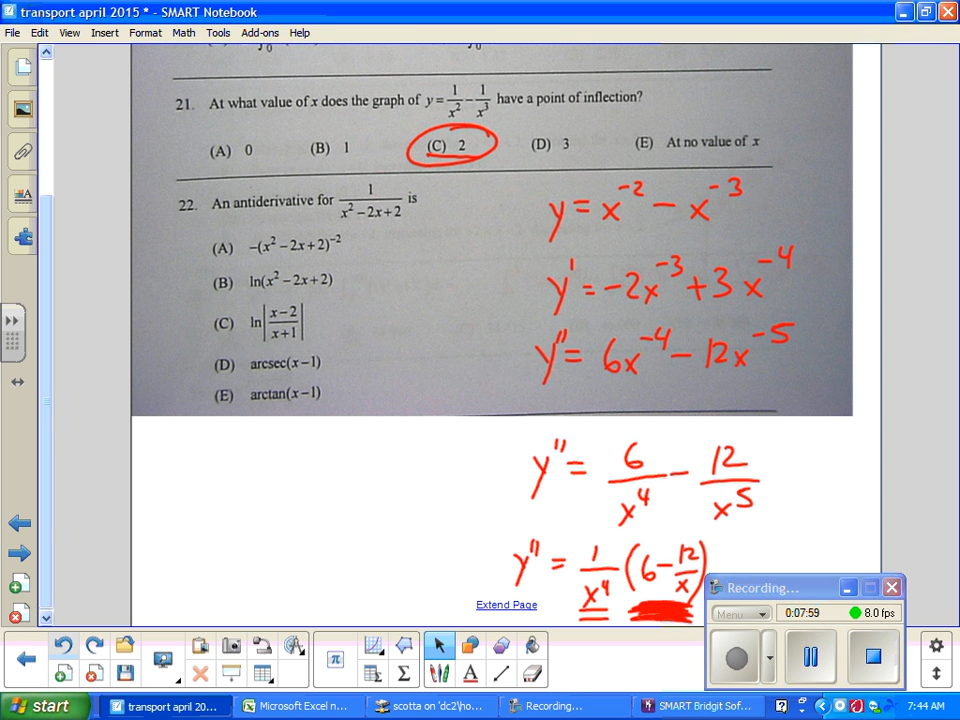 transport april 2015 * - SMART Notebook
File Edit View Insert Format Math Tools Add-ons Help
21. At what value of x does the graph of y = 1/x² − 1/x³ have a point of inflection?
(A) 0 (B) 1 (C) 2 (D) 3 (E) At no value of x
22. An antiderivative for 1/(x² − 2x + 2) is
(A) −(x² − 2x + 2)⁻²
(B) ln(x² − 2x + 2)
(C) ln|(x−2)/(x+1)|
(D) arcsec(x−1)
(E) arctan(x−1)
y = x⁻² − x⁻³
y' = −2x⁻³ + 3x⁻⁴
y'' = 6x⁻⁴ − 12x⁻⁵
y'' = 6/x⁴ − 12/x⁵
y'' = 1/x⁴ (6 − 12/x)
Extend Page
Recording...
Menu 0:07:59 8.0 fps
start transport april 20... Microsoft Excel n... scotta on 'dc2\ho... Recording... SMART Bridgit Sof... 7:44 AM